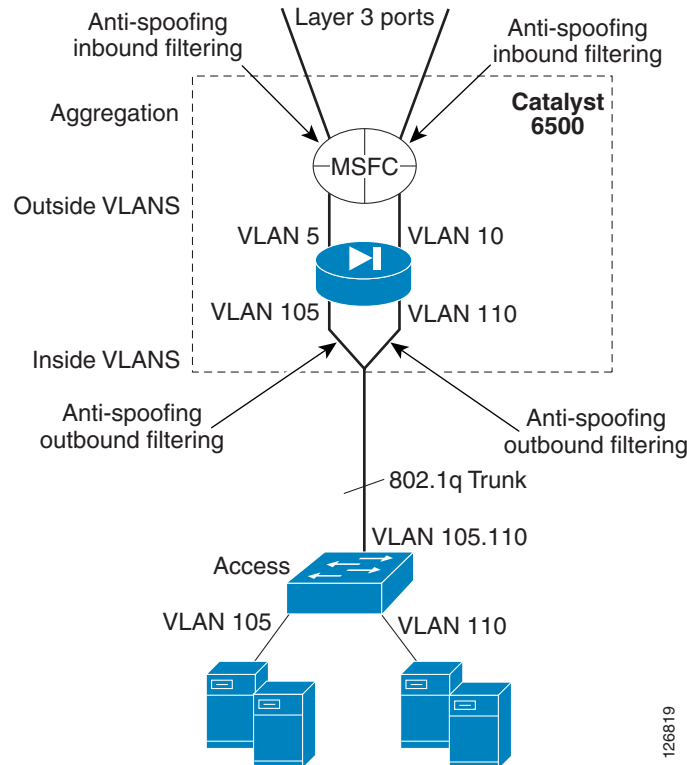 Layer 3 ports
Anti-spoofing
inbound filtering
Anti-spoofing
inbound filtering
Aggregation
Catalyst
6500
MSFC
Outside VLANS
VLAN 5
VLAN 10
VLAN 105
VLAN 110
Inside VLANS
Anti-spoofing
outbound filtering
Anti-spoofing
outbound filtering
802.1q Trunk
VLAN 105.110
Access
VLAN 105
VLAN 110
126819